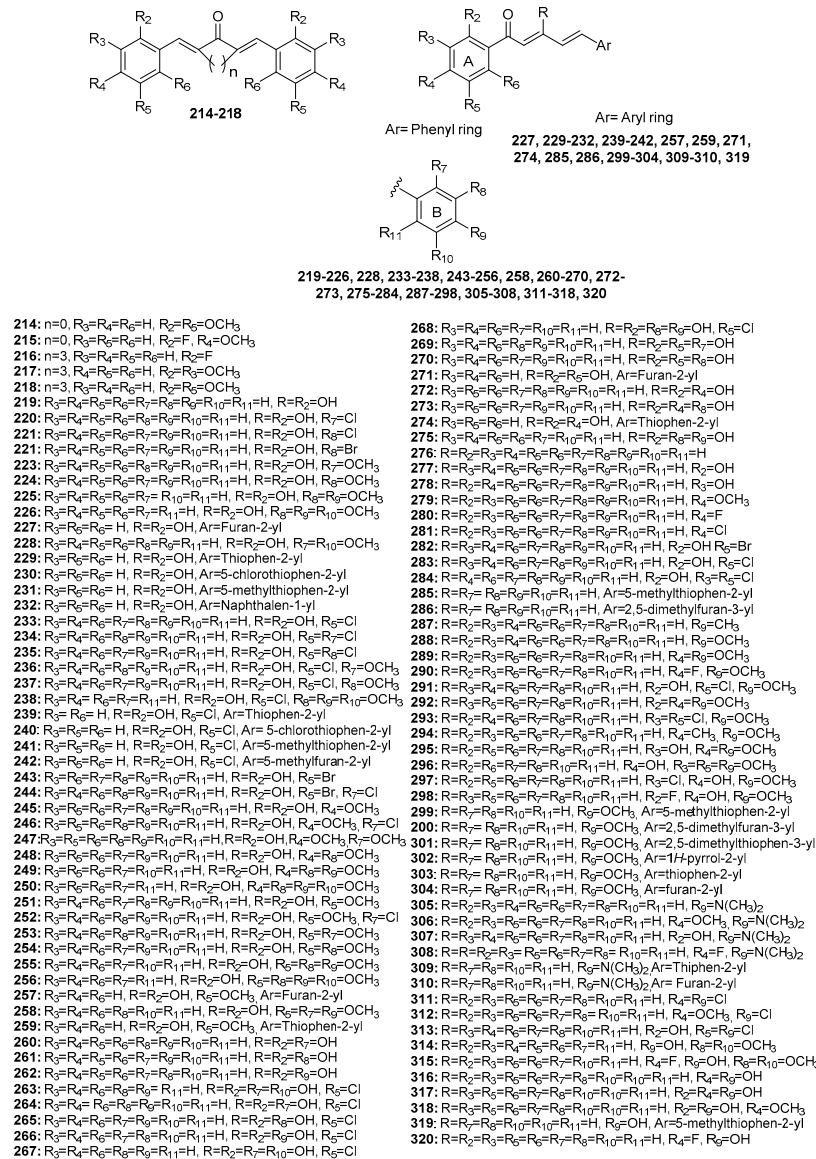 O
R2
R2
R3
R3
R4
R4
R5
R6
R6
R5
( )n
214-218
O
R
R2
R3
A
Ar
R4
R6
R5
Ar= Phenyl ring
Ar= Aryl ring
227, 229-232, 239-242, 257, 259, 271,
274, 285, 286, 299-304, 309-310, 319
R7
R8
B
R11
R9
R10
219-226, 228, 233-238, 243-256, 258, 260-270, 272-
273, 275-284, 287-298, 305-308, 311-318, 320
214: n=0, R3=R4=R6=H, R2=R5=OCH3
215: n=0, R3=R5=R6=H, R2=F, R4=OCH3
216: n=3, R3=R4=R5=R6=H, R2=F
217: n=3, R4=R5=R6=H, R2=R3=OCH3
218: n=3, R3=R4=R6=H, R2=R5=OCH3
219: R3=R4=R5=R6=R7=R8=R9=R10=R11=H, R=R2=OH
220: R3=R4=R5=R6=R8=R9=R10=R11=H, R=R2=OH, R7=Cl
221: R3=R4=R5=R6=R7=R9=R10=R11=H, R=R2=OH, R8=Cl
221: R3=R4=R5=R6=R7=R9=R10=R11=H, R=R2=OH, R8=Br
223: R3=R4=R5=R6=R8=R9=R10=R11=H, R=R2=OH, R7=OCH3
224: R3=R4=R5=R6=R7=R9=R10=R11=H, R=R2=OH, R8=OCH3
225: R3=R4=R5=R6=R7= R10=R11=H, R=R2=OH, R8=R9=OCH3
226: R3=R4=R5=R6=R7=R11=H, R=R2=OH, R8=R9=R10=OCH3
227: R3=R5=R6= H, R=R2=OH, Ar=Furan-2-yl
228: R3=R4=R5=R6=R8=R9=R11=H, R=R2=OH, R7=R10=OCH3
229: R3=R5=R6= H, R=R2=OH, Ar=Thiophen-2-yl
230: R3=R5=R6= H, R=R2=OH, Ar=5-chlorothiophen-2-yl
231: R3=R5=R6= H, R=R2=OH, Ar=5-methylthiophen-2-yl
232: R3=R5=R6= H, R=R2=OH, Ar=Naphthalen-1-yl
233: R3=R4=R6=R7=R8=R9=R10=R11=H, R=R2=OH, R5=Cl
234: R3=R4=R6=R8=R9=R10=R11=H, R=R2=OH, R5=R7=Cl
235: R3=R4=R6=R7=R9=R10=R11=H, R=R2=OH, R5=R8=Cl
236: R3=R4=R6=R8=R9=R10=R11=H, R=R2=OH, R5=Cl, R7=OCH3
237: R3=R4=R6=R7=R9=R10=R11=H, R=R2=OH, R5=Cl, R8=OCH3
238: R3=R4= R6=R7=R11=H, R=R2=OH, R5=Cl, R8=R9=R10=OCH3
239: R3= R6= H, R=R2=OH, R5=Cl, Ar=Thiophen-2-yl
240: R3=R5=R6= H, R=R2=OH, R5=Cl, Ar= 5-chlorothiophen-2-yl
241: R3=R5=R6= H, R=R2=OH, R5=Cl, Ar=5-methylthiophen-2-yl
242: R3=R5=R6= H, R=R2=OH, R5=Cl, Ar=5-methylfuran-2-yl
243: R3=R6=R7=R8=R9=R10=R11=H, R=R2=OH, R5=Br
244: R3=R4=R6=R8=R9=R10=R11=H, R=R2=OH, R5=Br, R7=Cl
245: R3=R5=R6=R7=R8=R9=R10=R11=H, R=R2=OH, R4=OCH3
246: R3=R5=R6=R8=R9=R10=R11=H, R=R2=OH, R4=OCH3, R7=Cl
247: R3=R5=R6=R8=R9=R10=R11=H,R=R2=OH,R4=OCH3,R7=OCH3
248: R3=R5=R6=R7=R9=R10=R11=H, R=R2=OH, R4=R8=OCH3
249: R3=R5=R6=R7=R10=R11=H, R=R2=OH, R4=R8=R9=OCH3
250: R3=R5=R6=R7=R11=H, R=R2=OH, R4=R8=R9=R10=OCH3
251: R3=R4=R6=R7=R8=R9=R10=R11=H, R=R2=OH, R5=OCH3
252: R3=R4=R6=R8=R9=R10=R11=H, R=R2=OH, R5=OCH3, R7=Cl
253: R3=R4=R6=R8=R9=R10=R11=H, R=R2=OH, R5=R7=OCH3
254: R3=R4=R6=R7=R9=R10=R11=H, R=R2=OH, R5=R8=OCH3
255: R3=R4=R6=R7=R10=R11=H, R=R2=OH, R5=R8=R9=OCH3
256: R3=R4=R6=R7=R11=H, R=R2=OH, R5=R8=R9=R10=OCH3
257: R3=R4=R6=H, R=R2=OH, R5=OCH3, Ar=Furan-2-yl
258: R3=R4=R6=R8=R10=R11=H, R=R2=OH, R5=R7=R9=OCH3
259: R3=R4=R6=H, R=R2=OH, R5=OCH3, Ar=Thiophen-2-yl
260: R3=R4=R5=R6=R8=R9=R10=R11=H, R=R2=R7=OH
261: R3=R4=R5=R6=R7=R9=R10=R11=H, R=R2=R8=OH
262: R3=R4=R5=R6=R7=R8=R10=R11=H, R=R2=R9=OH
263: R3=R4=R6=R8=R9= R11=H, R=R2=R7=R10=OH, R5=Cl
264: R3=R4= R6=R8=R9=R10=R11=H, R=R2=R7=OH, R5=Cl
265: R3=R4=R6=R7=R9=R10=R11=H, R=R2=R8=OH, R5=Cl
266: R3=R4=R6=R7=R8=R10=R11=H, R=R2=R9=OH, R5=Cl
267: R3=R4=R6=R8=R9=R11=H, R=R2=R7=R10=OH, R5=Cl
268: R3=R4=R6=R7=R10=R11=H, R=R2=R8=R9=OH, R5=Cl
269: R3=R4=R6=R8=R9=R10=R11=H, R=R2=R5=R7=OH
270: R3=R4=R6=R7=R9=R10=R11=H, R=R2=R5=R8=OH
271: R3=R4=R6=H, R=R2=R5=OH, Ar=Furan-2-yl
272: R3=R5=R6=R7=R8=R9=R10=R11=H, R=R2=R4=OH
273: R3=R5=R6=R7=R9=R10=R11=H, R=R2=R4=R8=OH
274: R3=R5=R6=H, R=R2=R4=OH, Ar=Thiophen-2-yl
275: R3=R4=R5=R6=R7=R10=R11=H, R=R2=R8=R9=OH
276: R=R2=R3=R4=R5=R6=R7=R8=R9=R10=R11=H
277: R=R3=R4=R5=R6=R7=R8=R9=R10=R11=H, R2=OH
278: R=R2=R4=R5=R6=R7=R8=R9=R10=R11=H, R3=OH
279: R=R2=R3=R5=R6=R7=R8=R9=R10=R11=H, R4=OCH3
280: R=R2=R3=R5=R6=R7=R8=R9=R10=R11=H, R4=F
281: R=R2=R3=R5=R6=R7=R8=R9=R10=R11=H, R4=Cl
282: R=R3=R4=R6=R7=R8=R9=R10=R11=H, R2=OH R5=Br
283: R=R3=R4=R6=R7=R8=R9=R10=R11=H, R2=OH, R5=Cl
284: R=R4=R6=R7=R8=R9=R10=R11=H, R2=OH, R3=R5=Cl
285: R=R7= R8=R9=R10=R11=H, Ar=5-methylthiophen-2-yl
286: R=R7= R8=R9=R10=R11=H, Ar=2,5-dimethylfuran-3-yl
287: R=R2=R3=R4=R5=R6=R7=R8=R10=R11=H, R9=CH3
288: R=R2=R3=R4=R5=R6=R7=R8=R10=R11=H, R9=OCH3
289: R=R2=R3=R5=R6=R7=R8=R10=R11=H, R4=R9=OCH3
290: R=R2=R3=R5=R6=R7=R8=R10=R11=H, R4=F, R9=OCH3
291: R=R3=R4=R6=R7=R8=R10=R11=H, R2=OH, R5=Cl, R9=OCH3
292: R=R3=R5=R6=R7=R8=R10=R11=H, R2=R4=R9=OCH3
293: R=R2=R4=R6=R7=R8=R10=R11=H, R3=R5=Cl, R9=OCH3
294: R=R2=R3=R5=R6=R7=R8=R10=R11=H, R4=CH3, R9=OCH3
295: R=R2=R5=R6=R7=R8=R10=R11=H, R3=OH, R4=R9=OCH3
296: R=R2=R6=R7=R8=R10=R11=H, R4=OH, R3=R5=R9=OCH3
297: R=R2=R5=R6=R7=R8=R10=R11=H, R3=Cl, R4=OH, R9=OCH3
298: R=R3=R5=R6=R7=R8=R10=R11=H, R2=F, R4=OH, R9=OCH3
299: R=R7=R8=R10=R11=H, R9=OCH3, Ar=5-methylthiophen-2-yl
200: R=R7= R8=R10=R11=H, R9=OCH3, Ar=2,5-dimethylfuran-3-yl
301: R=R7= R8=R10=R11=H, R9=OCH3, Ar=2,5-dimethylthiophen-3-yl
302: R=R7= R8=R10=R11=H, R9=OCH3, Ar=1H-pyrrol-2-yl
303: R=R7= R8=R10=R11=H, R9=OCH3, Ar=thiophen-2-yl
304: R=R7= R8=R10=R11=H, R9=OCH3, Ar=furan-2-yl
305: R=R2=R3=R4=R5=R6=R7=R8=R10=R11=H, R9=N(CH3)2
306: R=R2=R3=R5=R6=R7=R8=R10=R11=H, R4=OCH3, R9=N(CH3)2
307: R=R3=R4=R5=R6=R7=R8=R10=R11=H, R2=OH, R9=N(CH3)2
308: R=R2=R3= R5=R6=R7=R8= R10=R11=H, R4=F, R9=N(CH3)2
309: R=R7=R8=R10=R11=H, R9=N(CH3)2, Ar=Thiphen-2-yl
310: R=R7=R8=R10=R11=H, R9=N(CH3)2, Ar= Furan-2-yl
311: R=R2=R3=R5=R6=R7=R8=R10=R11=H, R4=R9=Cl
312: R=R2=R3=R5=R6=R7=R8= R10=R11=H, R4=OCH3, R9=Cl
313: R=R3=R4=R6=R7=R8=R10=R11=H, R2=OH, R5=R9=Cl
314: R=R2=R3=R4=R5=R6=R7=R11=H, R9=OH, R8=R10=OCH3
315: R=R2=R3=R5=R6=R7=R10=R11=H, R4=F, R9=OH, R8=R10=OCH3
316: R=R2=R3=R5=R6=R7=R8=R10=R10=R11=H, R4=R9=OH
317: R=R3=R5=R6=R7=R8=R10=R11=H, R2=R4=R9=OH
318: R=R3=R5=R6=R7=R8=R10=R11=H, R2=R9=OH, R4=OCH3
319: R=R7=R8=R10=R10=R11=H, R9=OH, Ar=5-methylthiophen-2-yl
320: R=R2=R3=R5=R6=R7=R8=R10=R11=H, R4=F, R9=OH